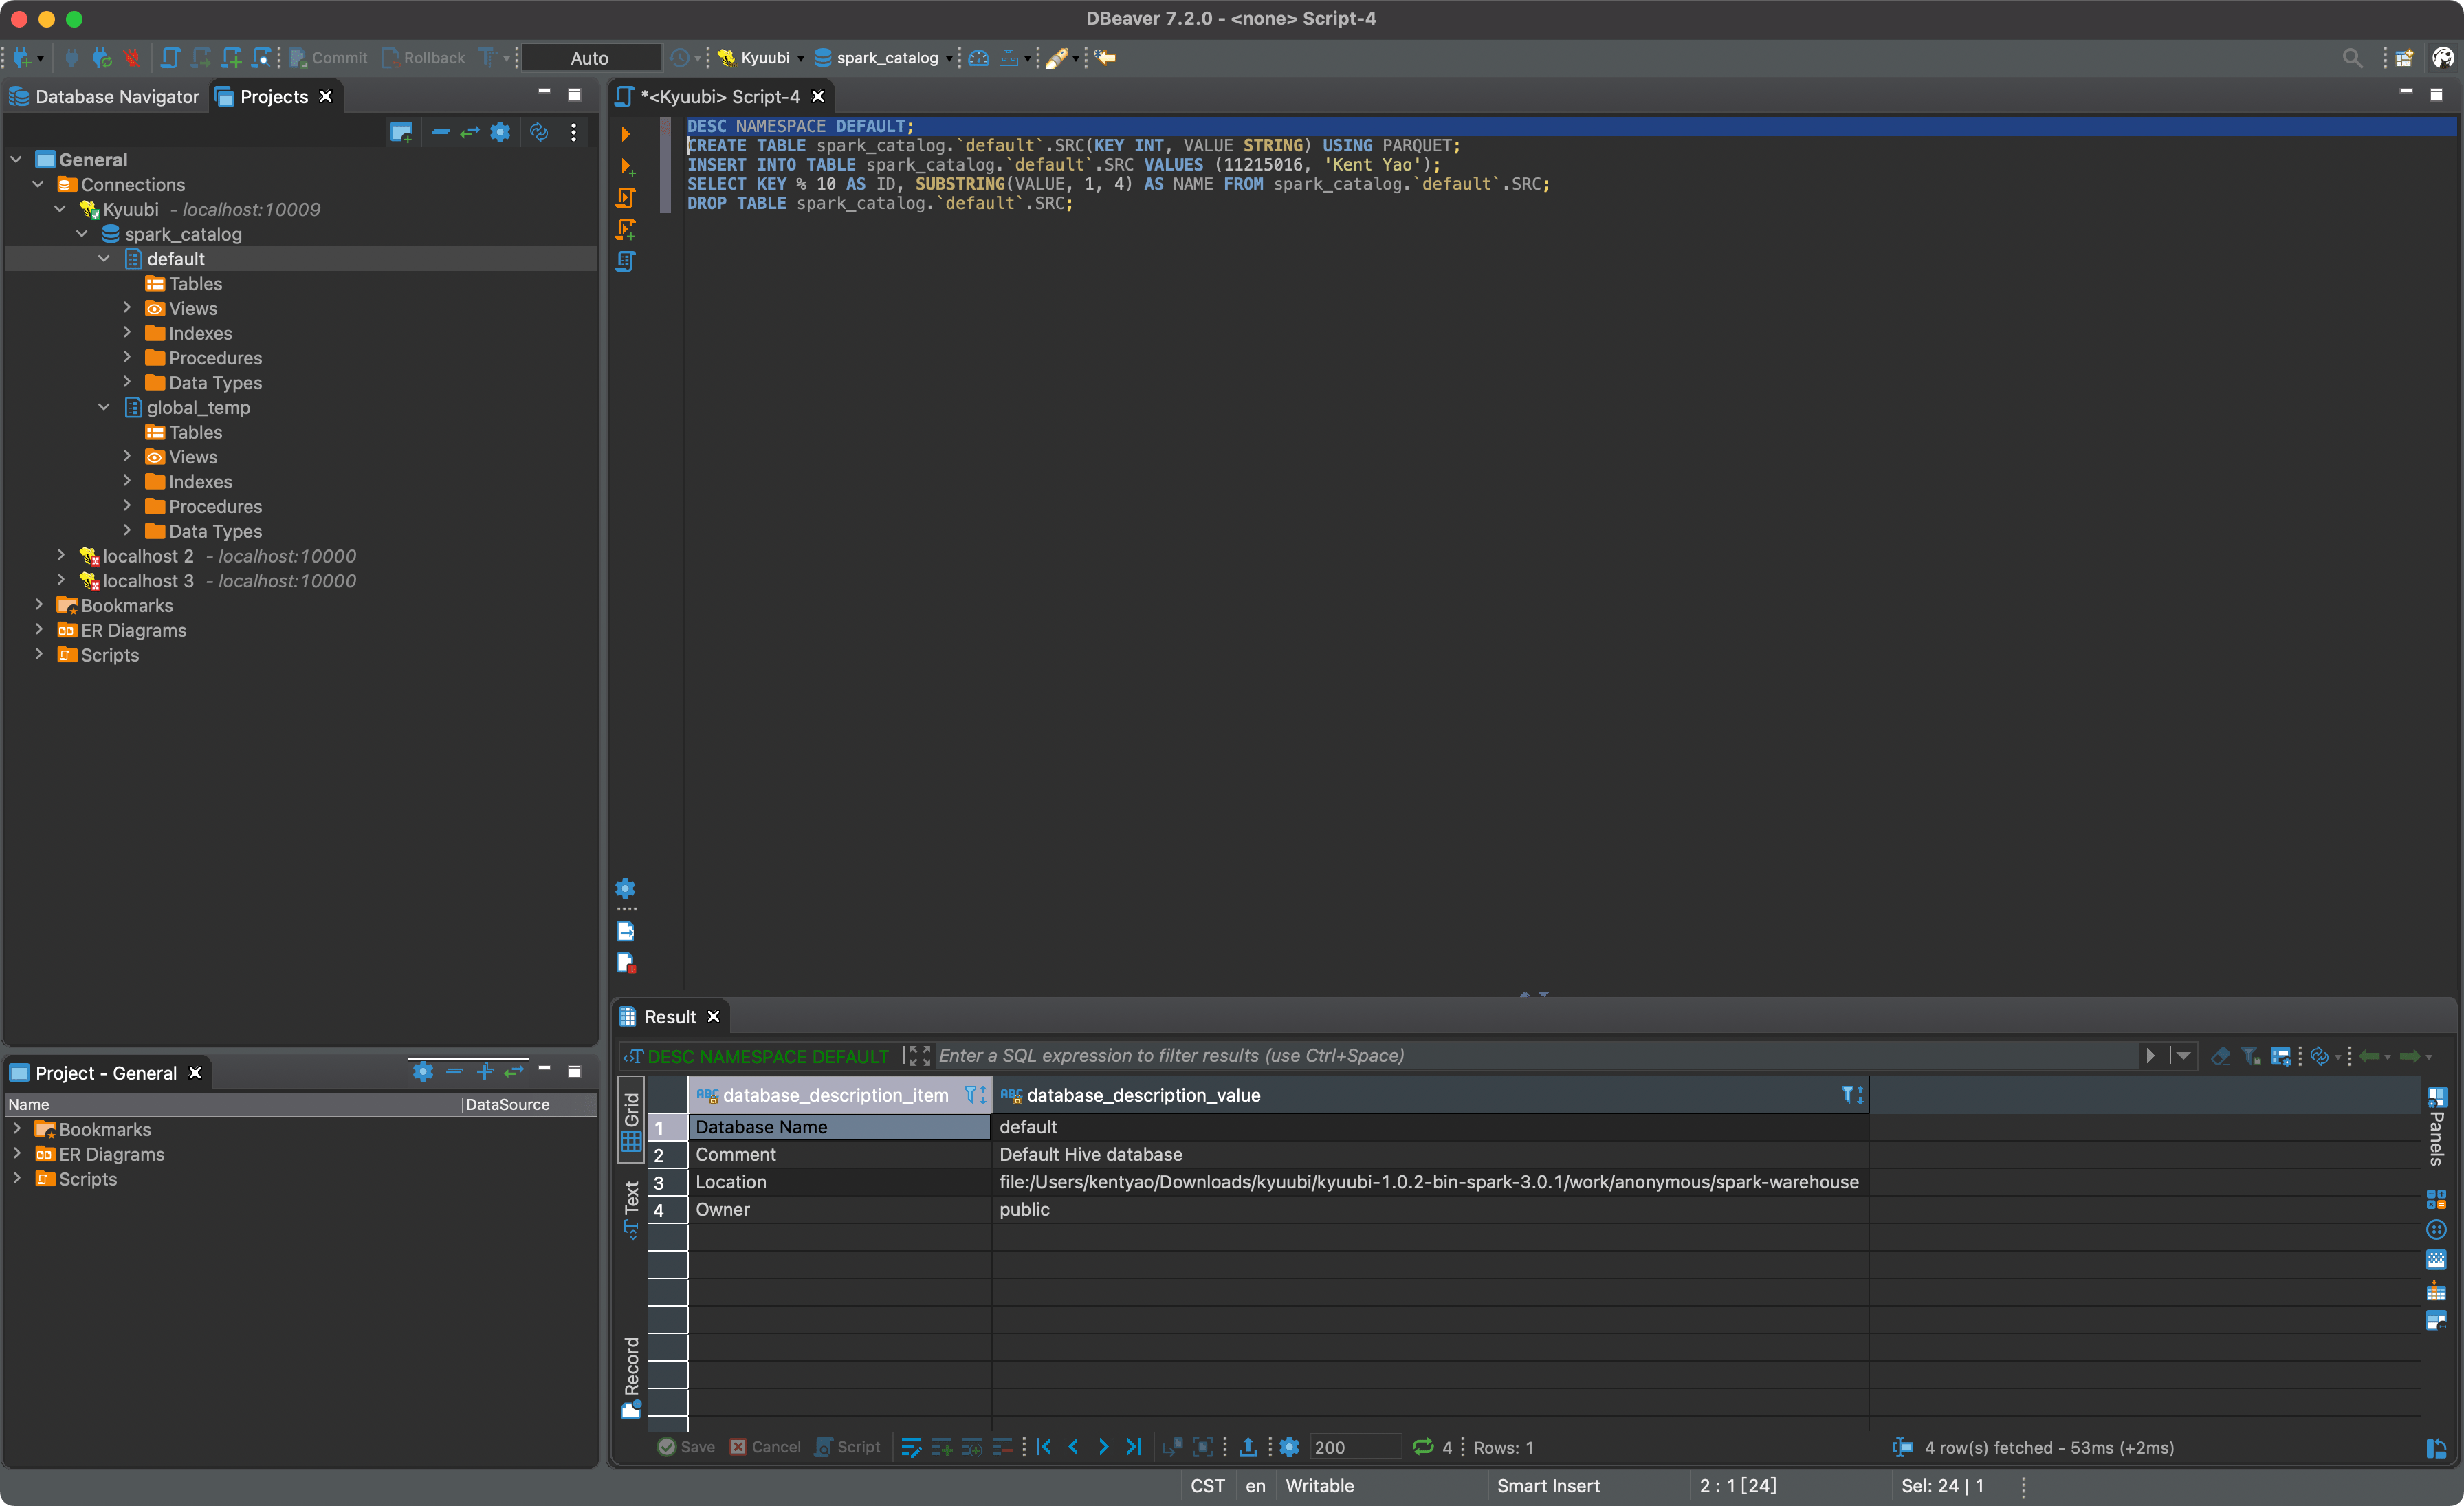 DBeaver 7.2.0 - <none> Script-4
Commit
Rollback
Auto
Kyuubi
spark_catalog
Database Navigator
Projects
General
Connections
Kyuubi - localhost:10009
spark_catalog
default
Tables
Views
Indexes
Procedures
Data Types
global_temp
Tables
Views
Indexes
Procedures
Data Types
localhost 2 - localhost:10000
localhost 3 - localhost:10000
Bookmarks
ER Diagrams
Scripts
Project - General
Name
DataSource
Bookmarks
ER Diagrams
Scripts
*<Kyuubi> Script-4
DESC NAMESPACE DEFAULT;
CREATE TABLE spark_catalog.`default`.SRC(KEY INT, VALUE STRING) USING PARQUET;
INSERT INTO TABLE spark_catalog.`default`.SRC VALUES (11215016, 'Kent Yao');
SELECT KEY % 10 AS ID, SUBSTRING(VALUE, 1, 4) AS NAME FROM spark_catalog.`default`.SRC;
DROP TABLE spark_catalog.`default`.SRC;
Result
DESC NAMESPACE DEFAULT
Enter a SQL expression to filter results (use Ctrl+Space)
Grid
Text
Record
ABC database_description_item
ABC database_description_value
1 Database Name default
2 Comment Default Hive database
3 Location file:/Users/kentyao/Downloads/kyuubi/kyuubi-1.0.2-bin-spark-3.0.1/work/anonymous/spark-warehouse
4 Owner public
Panels
Save
Cancel
Script
200
4
Rows: 1
4 row(s) fetched - 53ms (+2ms)
CST
en
Writable
Smart Insert
2 : 1 [24]
Sel: 24 | 1